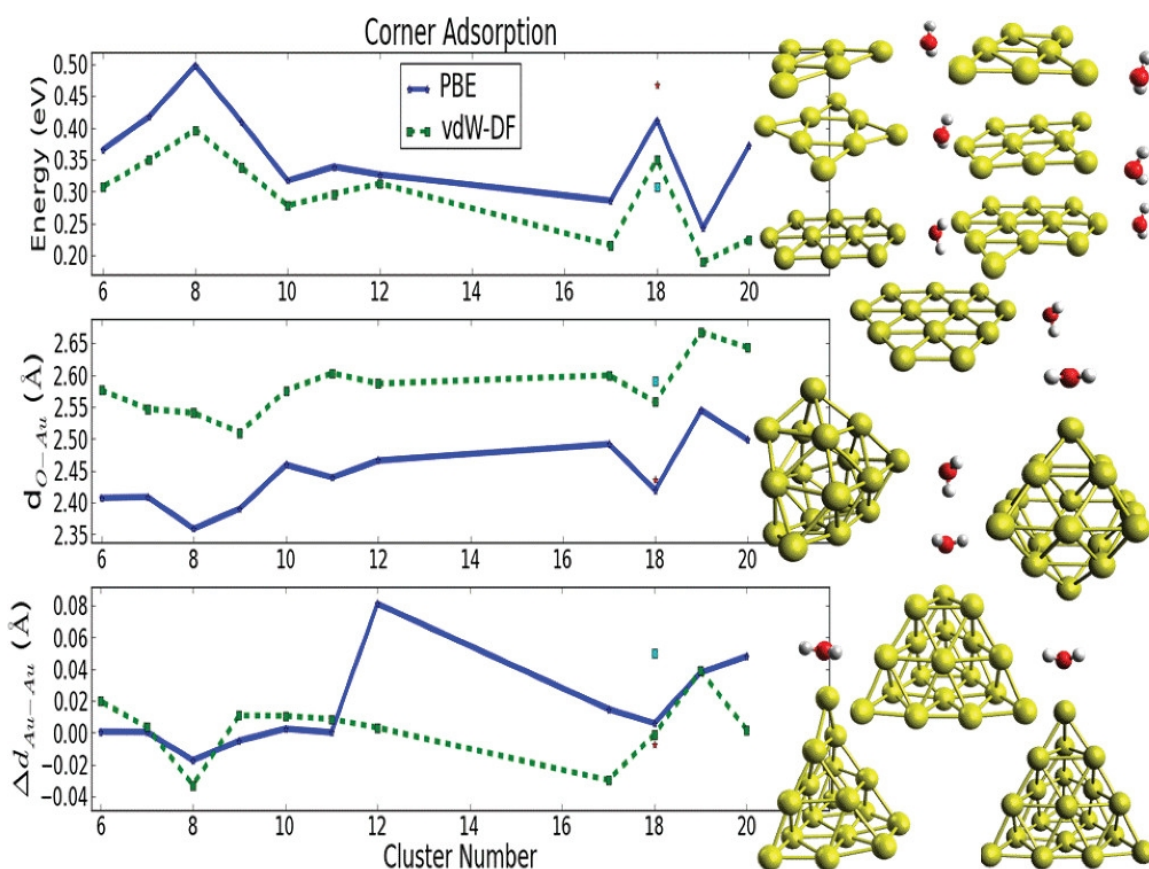 Corner Adsorption
Energy (eV)
0.50
0.45
0.40
0.35
0.30
0.25
0.20
PBE
vdW-DF
6 8 10 12 14 16 18 20
d_{O-Au} (Å)
2.65
2.60
2.55
2.50
2.45
2.40
2.35
6 8 10 12 14 16 18 20
Δd_{Au-Au} (Å)
0.08
0.06
0.04
0.02
0.00
−0.02
−0.04
6 8 10 12 14 16 18 20
Cluster Number